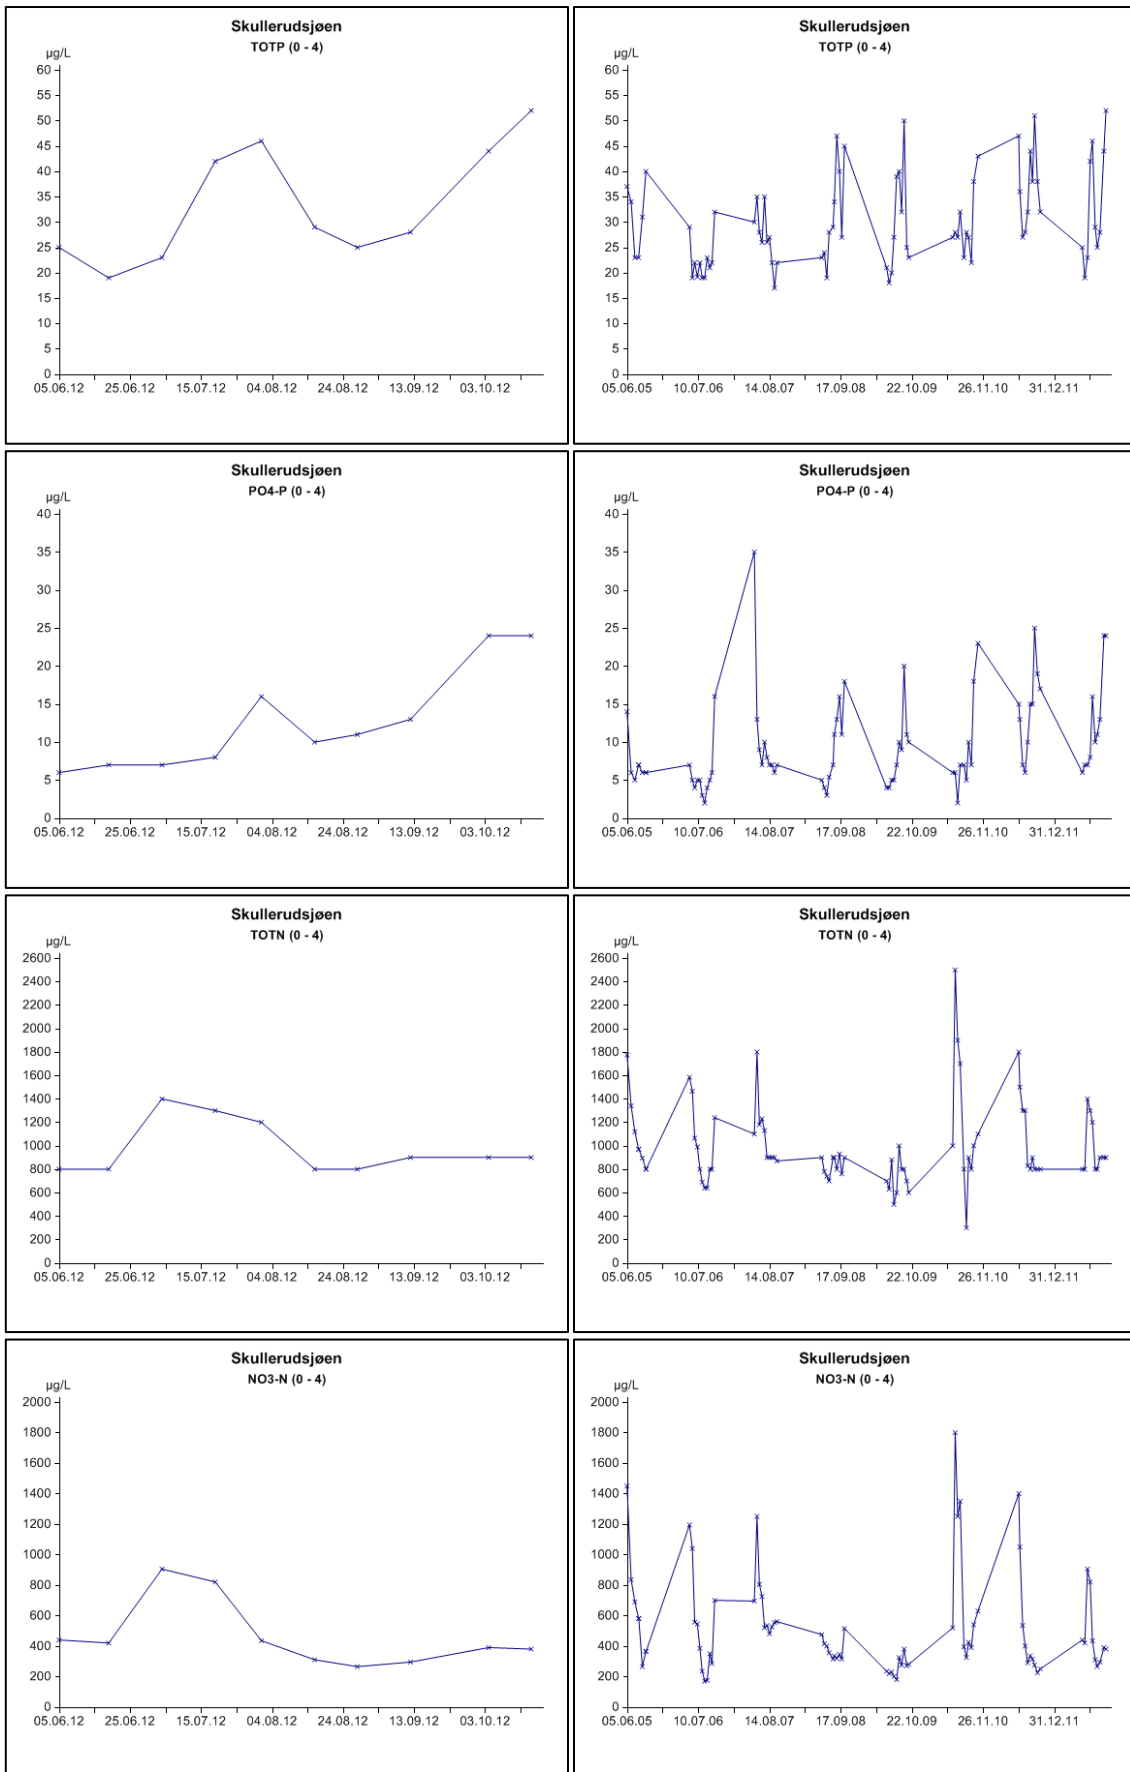 Skullerudsjøen
TOTP (0 - 4)
µg/L
60
55
50
45
40
35
30
25
20
15
10
5
0
05.06.12 25.06.12 15.07.12 04.08.12 24.08.12 13.09.12 03.10.12
Skullerudsjøen
TOTP (0 - 4)
µg/L
60
55
50
45
40
35
30
25
20
15
10
5
0
05.06.05 10.07.06 14.08.07 17.09.08 22.10.09 26.11.10 31.12.11
Skullerudsjøen
PO4-P (0 - 4)
µg/L
40
35
30
25
20
15
10
5
0
05.06.12 25.06.12 15.07.12 04.08.12 24.08.12 13.09.12 03.10.12
Skullerudsjøen
PO4-P (0 - 4)
µg/L
40
35
30
25
20
15
10
5
0
05.06.05 10.07.06 14.08.07 17.09.08 22.10.09 26.11.10 31.12.11
Skullerudsjøen
TOTN (0 - 4)
µg/L
2600
2400
2200
2000
1800
1600
1400
1200
1000
800
600
400
200
0
05.06.12 25.06.12 15.07.12 04.08.12 24.08.12 13.09.12 03.10.12
Skullerudsjøen
TOTN (0 - 4)
µg/L
2600
2400
2200
2000
1800
1600
1400
1200
1000
800
600
400
200
0
05.06.05 10.07.06 14.08.07 17.09.08 22.10.09 26.11.10 31.12.11
Skullerudsjøen
NO3-N (0 - 4)
µg/L
2000
1800
1600
1400
1200
1000
800
600
400
200
0
05.06.12 25.06.12 15.07.12 04.08.12 24.08.12 13.09.12 03.10.12
Skullerudsjøen
NO3-N (0 - 4)
µg/L
2000
1800
1600
1400
1200
1000
800
600
400
200
0
05.06.05 10.07.06 14.08.07 17.09.08 22.10.09 26.11.10 31.12.11